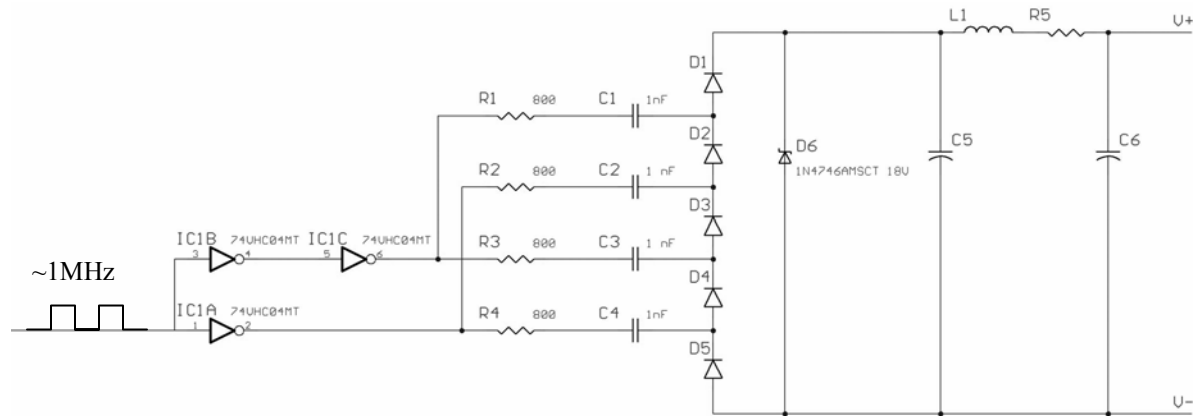 L1 R5 V+
D1
R1 800 C1 1nF
D2
R2 800 C2 1 nF
D6
1N4746AMSCT 18V
C5
C6
D3
IC1B 74VHC04MT IC1C 74VHC04MT
3 4 5 6
R3 800 C3 1 nF
~1MHz
D4
IC1A 74VHC04MT
1 2
R4 800 C4 1nF
D5
V-